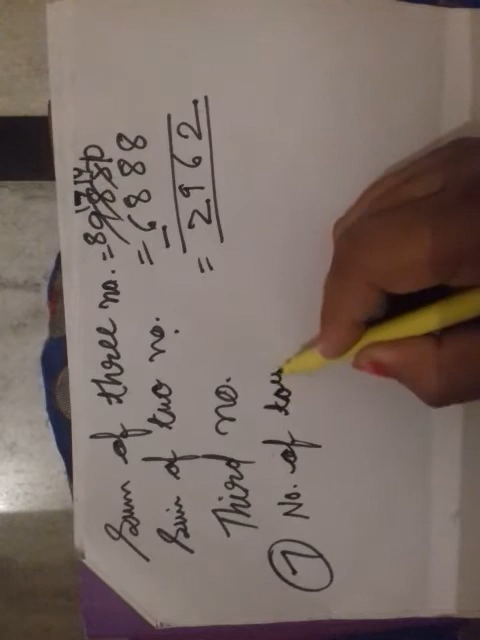 Sum of three no. = 9850
Sum of two no. = - 6888
Third no. = 2962
7 No. of